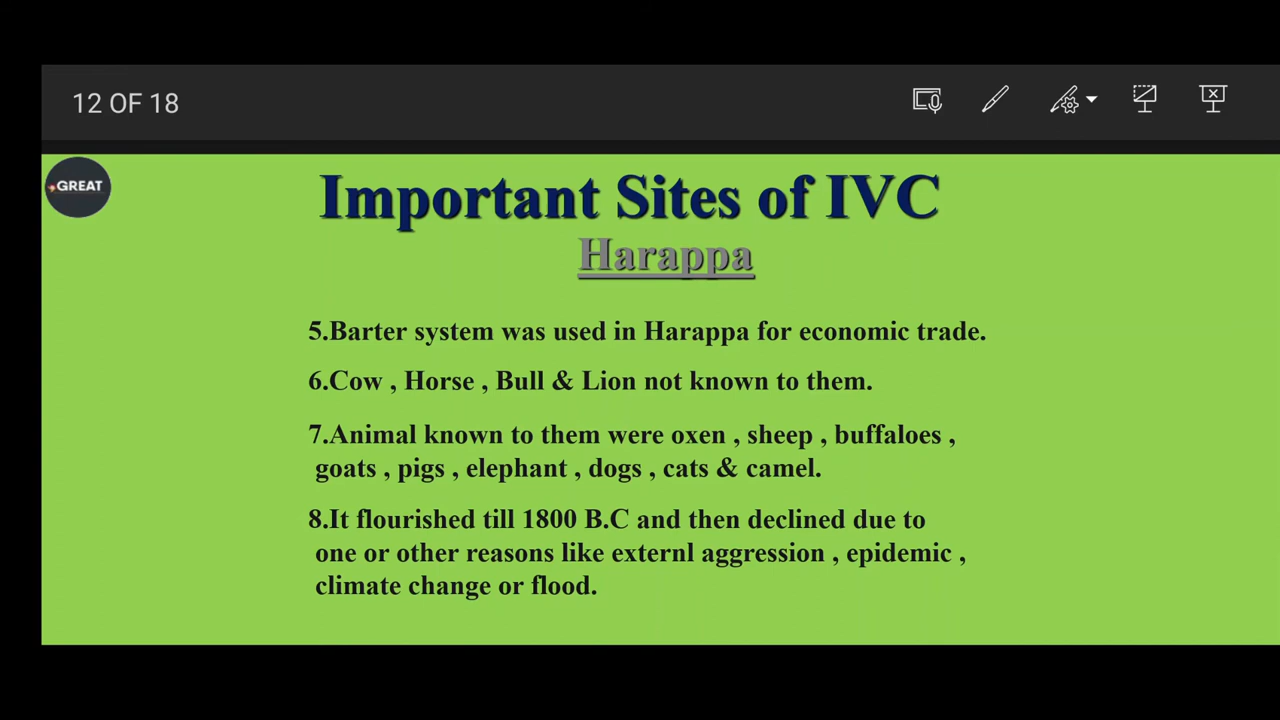 12 OF 18
GREAT
Important Sites of IVC
Harappa
5.Barter system was used in Harappa for economic trade.
6.Cow , Horse , Bull & Lion not known to them.
7.Animal known to them were oxen , sheep , buffaloes ,
goats , pigs , elephant , dogs , cats & camel.
8.It flourished till 1800 B.C and then declined due to
one or other reasons like externl aggression , epidemic ,
climate change or flood.